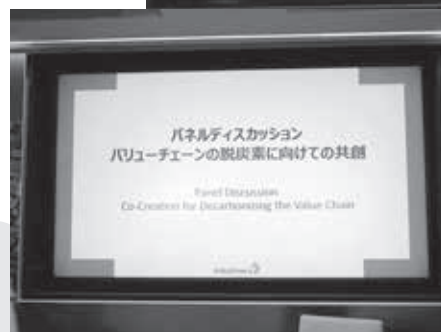 パネルディスカッション
バリューチェーンの脱炭素に向けての共創
Panel Discussion
Co-Creation for Decarbonizing the Value Chain